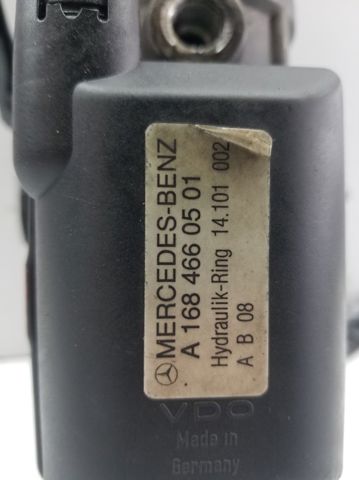 MERCEDES-BENZ
A 168 466 05 01
Hydraulik-Ring 14.101 002
A B 08
VDO
Made in
Germany